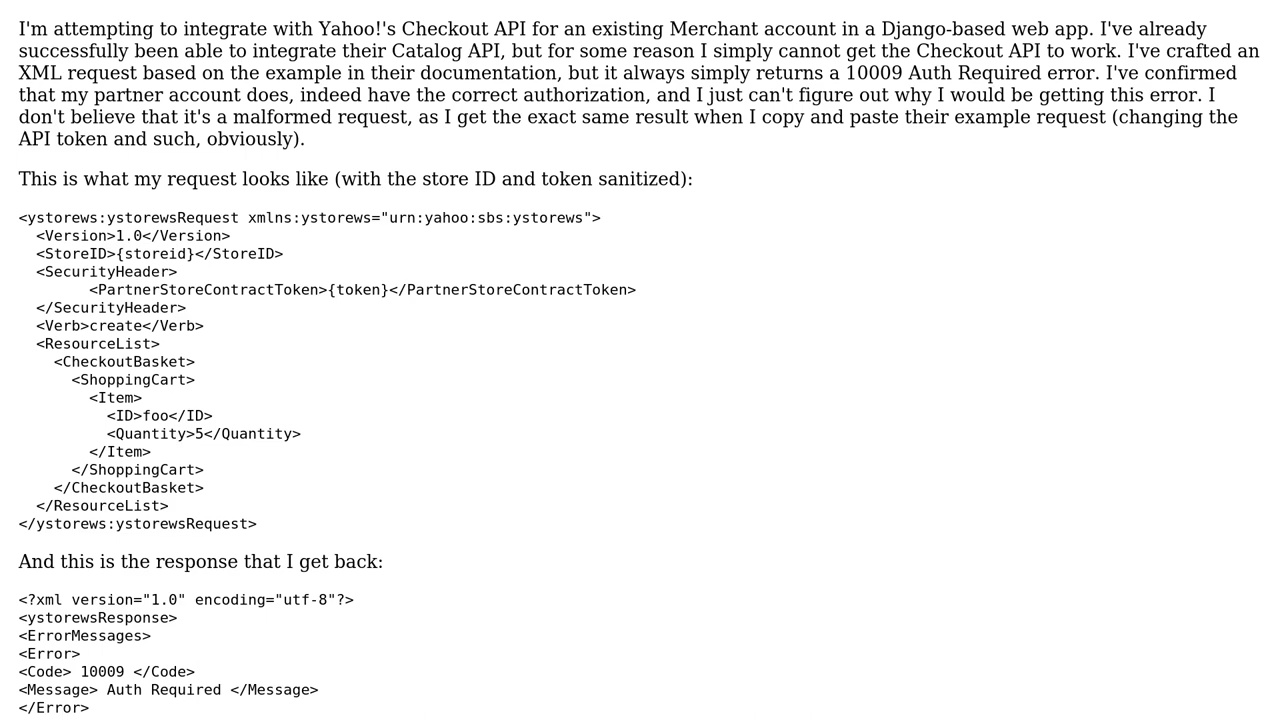 I'm attempting to integrate with Yahoo!'s Checkout API for an existing Merchant account in a Django-based web app. I've already
successfully been able to integrate their Catalog API, but for some reason I simply cannot get the Checkout API to work. I've crafted an
XML request based on the example in their documentation, but it always simply returns a 10009 Auth Required error. I've confirmed
that my partner account does, indeed have the correct authorization, and I just can't figure out why I would be getting this error. I
don't believe that it's a malformed request, as I get the exact same result when I copy and paste their example request (changing the
API token and such, obviously).
This is what my request looks like (with the store ID and token sanitized):
<ystorews:ystorewsRequest xmlns:ystorews="urn:yahoo:sbs:ystorews">
  <Version>1.0</Version>
  <StoreID>{storeid}</StoreID>
  <SecurityHeader>
        <PartnerStoreContractToken>{token}</PartnerStoreContractToken>
  </SecurityHeader>
  <Verb>create</Verb>
  <ResourceList>
    <CheckoutBasket>
      <ShoppingCart>
        <Item>
          <ID>foo</ID>
          <Quantity>5</Quantity>
        </Item>
      </ShoppingCart>
    </CheckoutBasket>
  </ResourceList>
</ystorews:ystorewsRequest>
And this is the response that I get back:
<?xml version="1.0" encoding="utf-8"?>
<ystorewsResponse>
<ErrorMessages>
<Error>
<Code> 10009 </Code>
<Message> Auth Required </Message>
</Error>